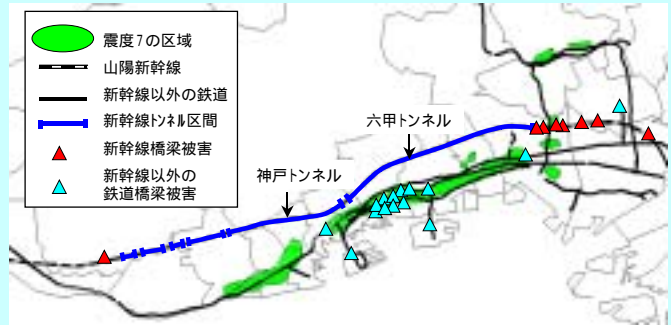 震度7の区域
山陽新幹線
新幹線以外の鉄道
新幹線トンネル区間
新幹線橋梁被害
新幹線以外の
鉄道橋梁被害
六甲トンネル
神戸トンネル